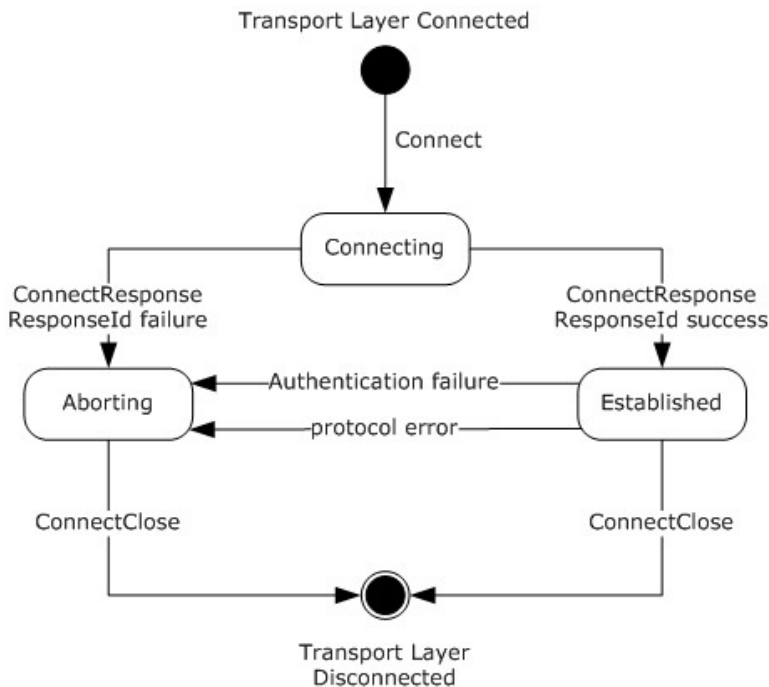 Transport Layer Connected
Connect
Connecting
ConnectResponse
ResponseId failure
ConnectResponse
ResponseId success
Aborting
Authentication failure
protocol error
Established
ConnectClose
ConnectClose
Transport Layer
Disconnected